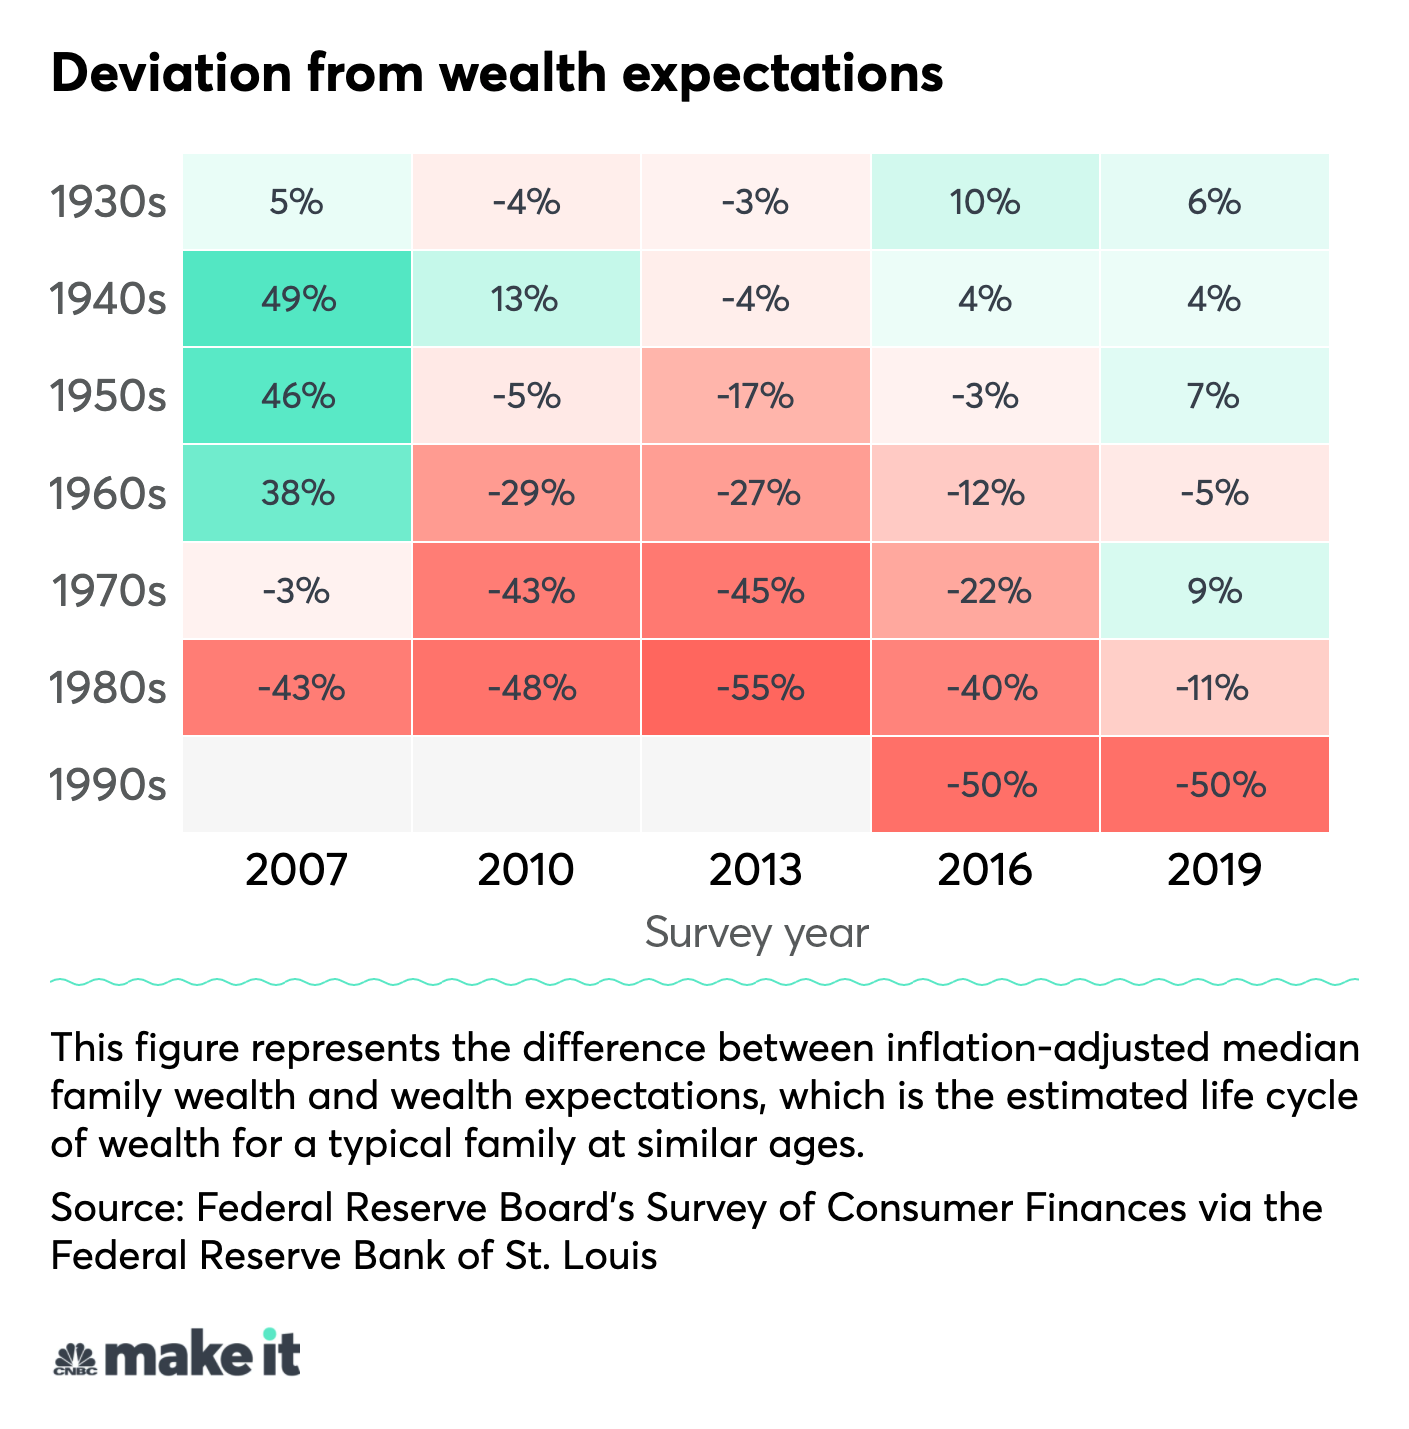 Deviation from wealth expectations
1930s 5% -4% -3% 10% 6%
1940s 49% 13% -4% 4% 4%
1950s 46% -5% -17% -3% 7%
1960s 38% -29% -27% -12% -5%
1970s -3% -43% -45% -22% 9%
1980s -43% -48% -55% -40% -11%
1990s -50% -50%
2007 2010 2013 2016 2019
Survey year
This figure represents the difference between inflation-adjusted median
family wealth and wealth expectations, which is the estimated life cycle
of wealth for a typical family at similar ages.
Source: Federal Reserve Board's Survey of Consumer Finances via the
Federal Reserve Bank of St. Louis
CNBC make it